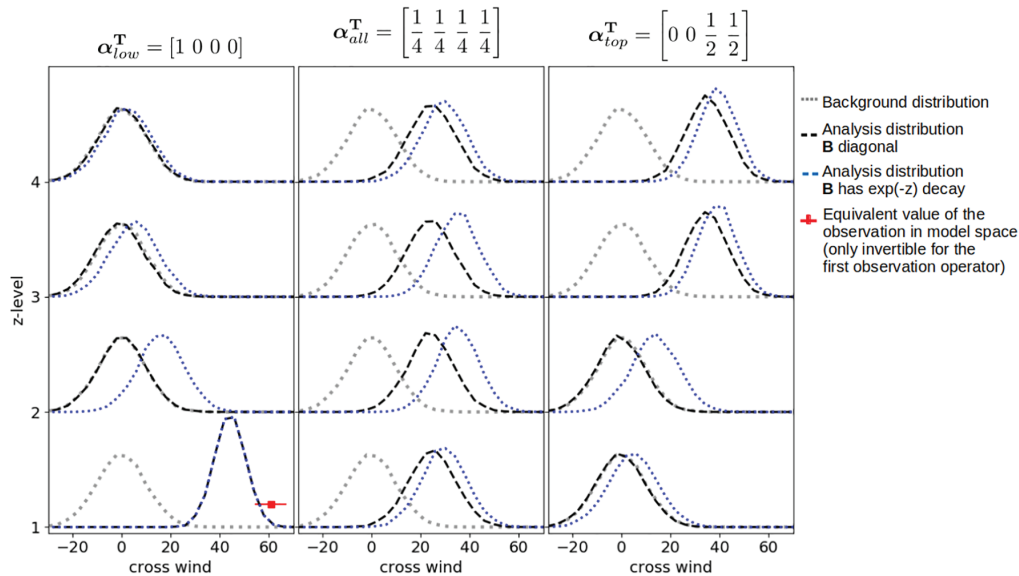 α_low^T = [1 0 0 0]
α_all^T = [1/4 1/4 1/4 1/4]
α_top^T = [0 0 1/2 1/2]
Background distribution
Analysis distribution
B diagonal
Analysis distribution
B has exp(-z) decay
Equivalent value of the
observation in model space
(only invertible for the
first observation operator)
z-level
4
3
2
1
−20 0 20 40 60
−20 0 20 40 60
−20 0 20 40 60
cross wind
cross wind
cross wind